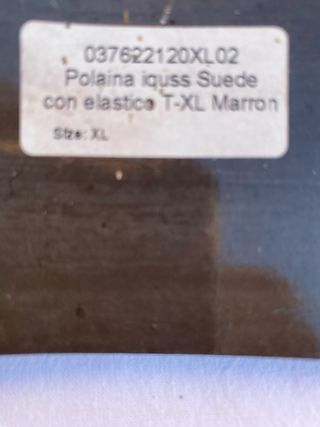 037622120XL02
Polaina iquss Suede
con elastico T-XL Marron
Size: XL